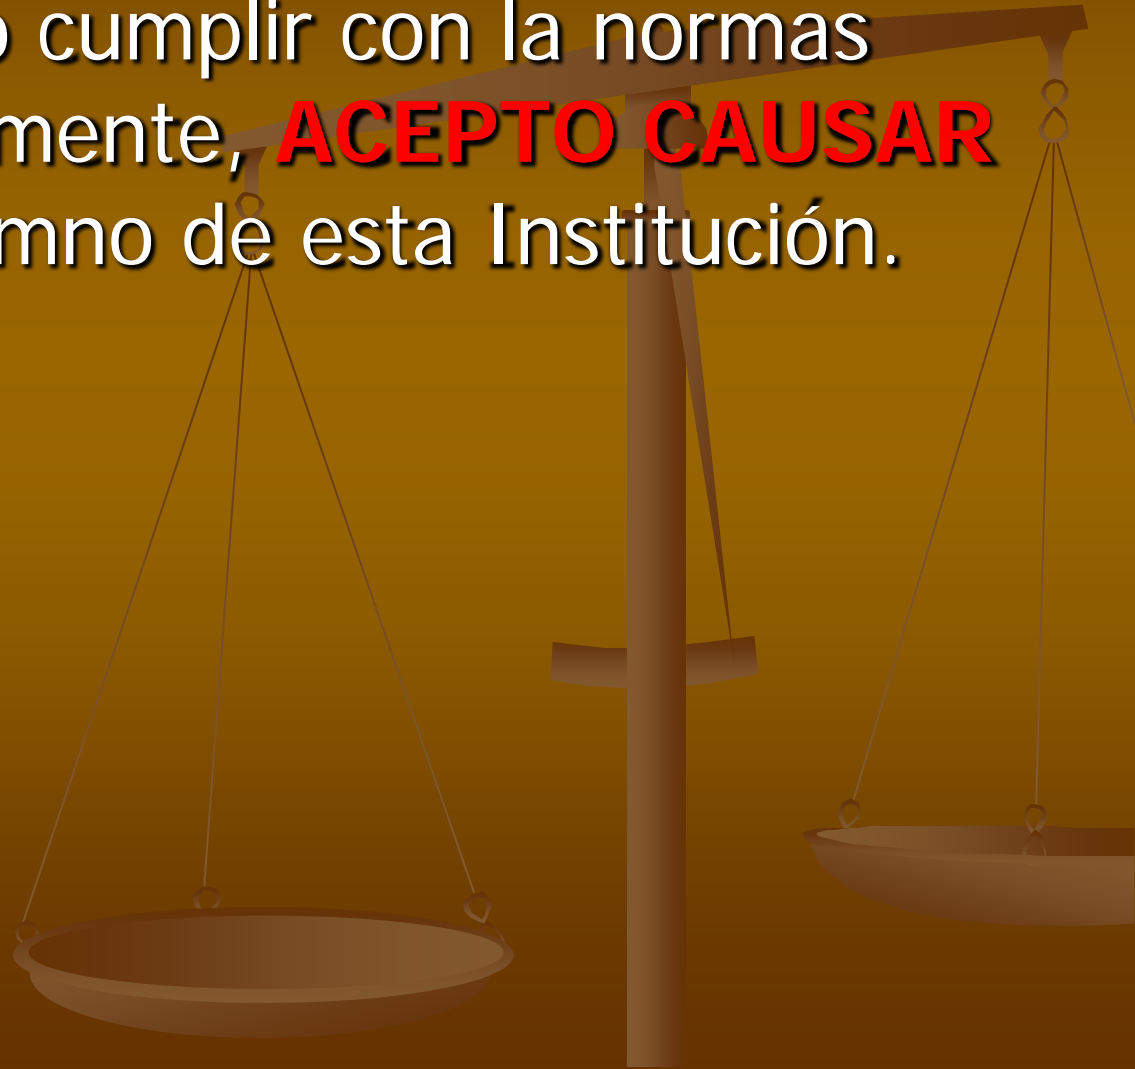 cumplir con la normas
mente, ACEPTO CAUSAR
mno de esta Institución.